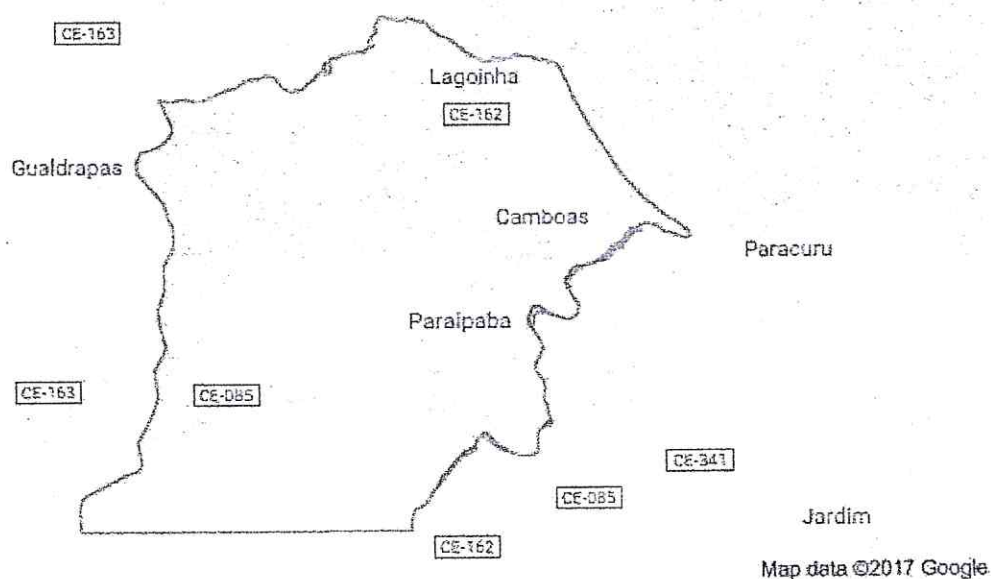 CE-163
Lagoinha
CE-162
Gualdrapas
Camboas
Paracuru
Paraipaba
CE-163
CE-085
CE-341
CE-085
Jardim
CE-162
Map data ©2017 Google